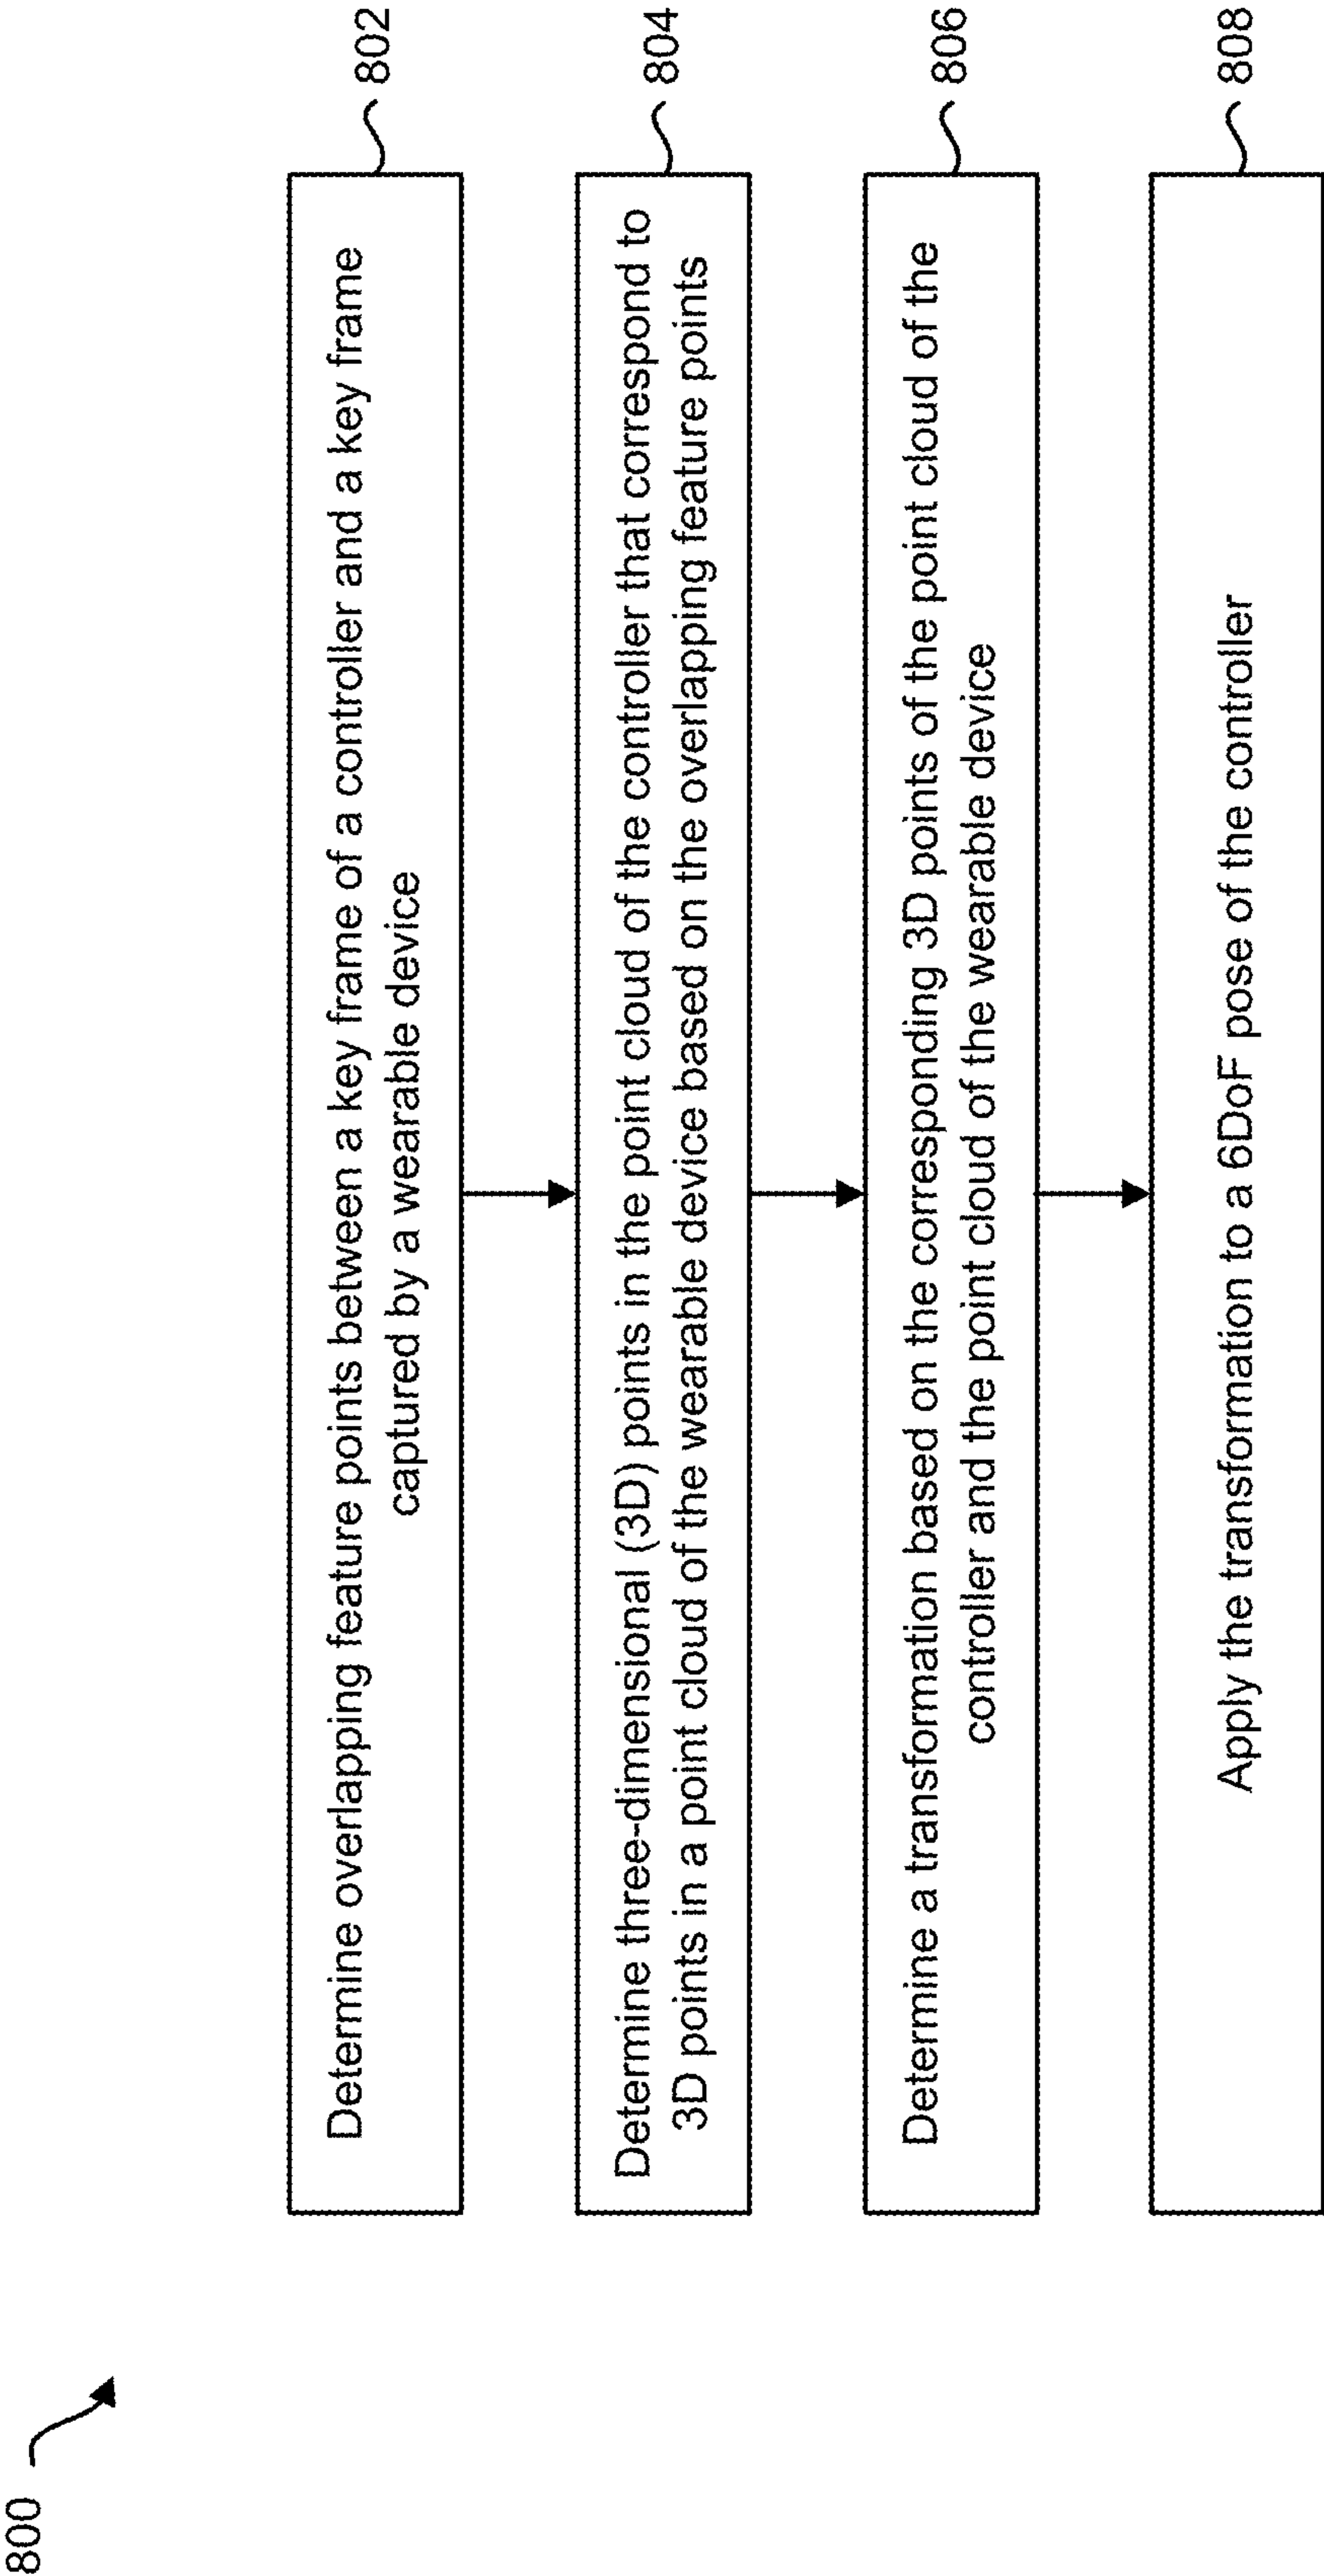 800
Determine overlapping feature points between a key frame of a controller and a key frame
captured by a wearable device
802
Determine three-dimensional (3D) points in the point cloud of the controller that correspond to
3D points in a point cloud of the wearable device based on the overlapping feature points
804
Determine a transformation based on the corresponding 3D points of the point cloud of the
controller and the point cloud of the wearable device
806
Apply the transformation to a 6DoF pose of the controller
808